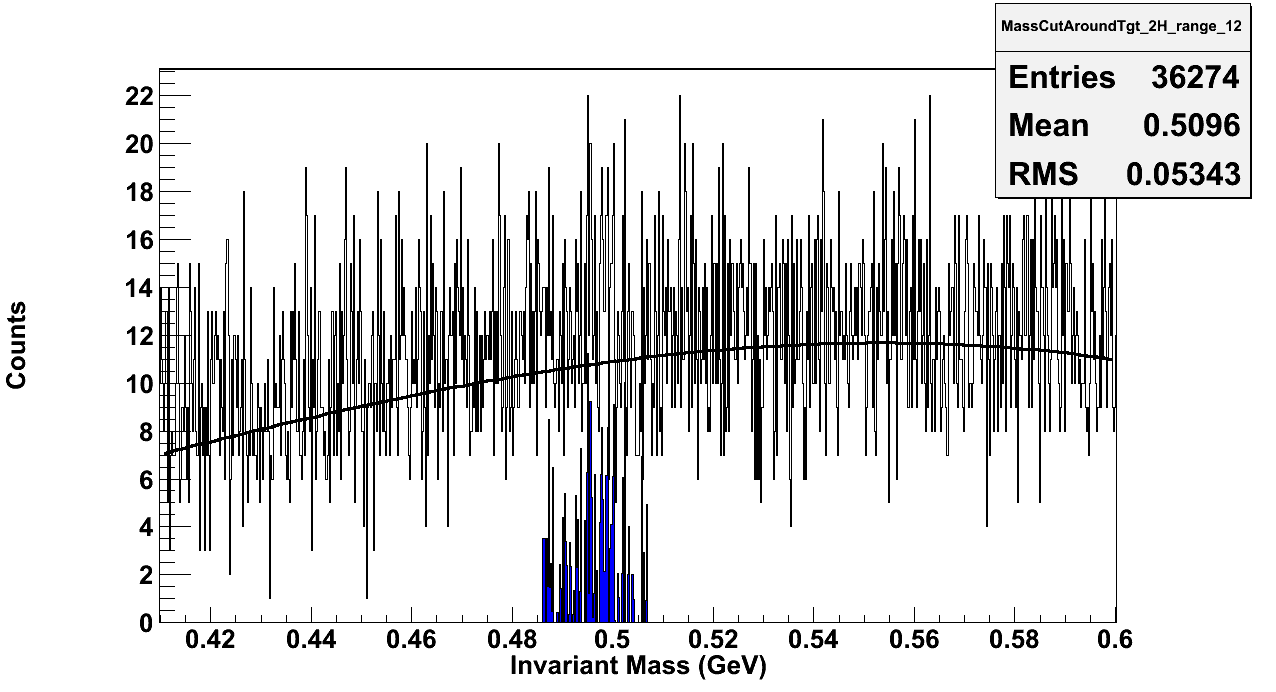 MassCutAroundTgt_2H_range_12
Entries 36274
Mean 0.5096
RMS 0.05343
Counts
22
20
18
16
14
12
10
8
6
4
2
0
0.42 0.44 0.46 0.48 0.5 0.52 0.54 0.56 0.58 0.6
Invariant Mass (GeV)